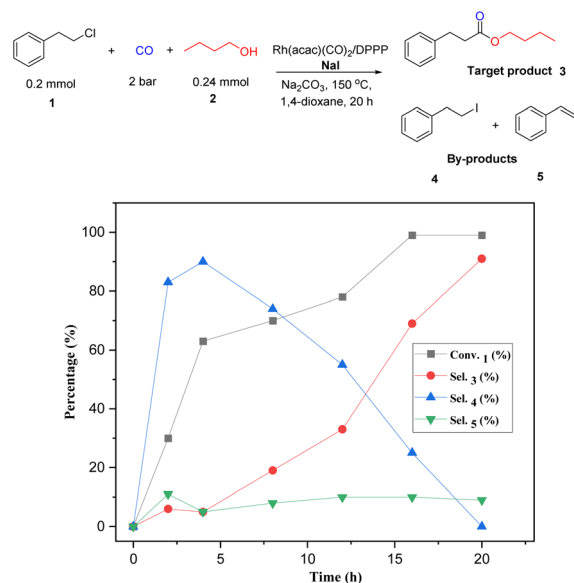 Cl
O
+ CO + OH Rh(acac)(CO)₂/DPPP
NaI
O
0.2 mmol 2 bar 0.24 mmol Na₂CO₃, 150 °C, Target product 3
1 2 1,4-dioxane, 20 h
I
+
By-products
4 5
Percentage (%)
100
80
60
40
20
0
Conv. 1 (%)
Sel. 3 (%)
Sel. 4 (%)
Sel. 5 (%)
0 5 10 15 20
Time (h)